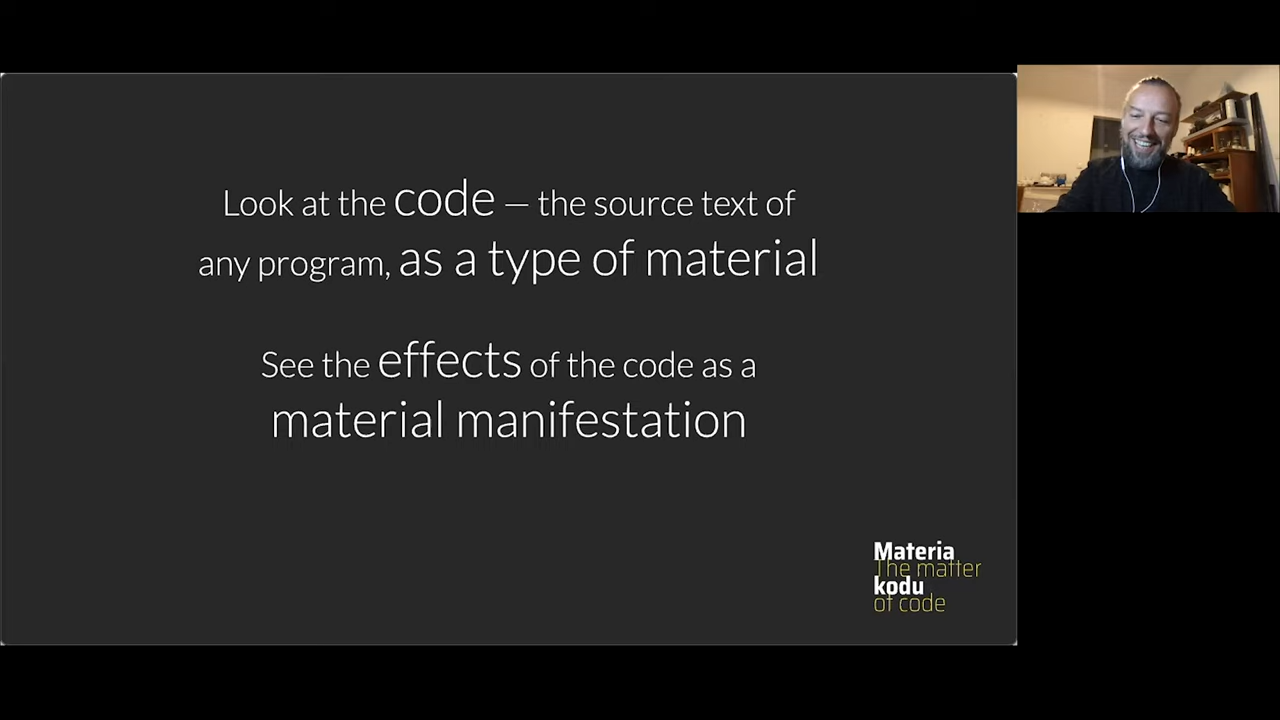 Look at the code — the source text of
any program, as a type of material
See the effects of the code as a
material manifestation
Materia
The matter
kodu
of code